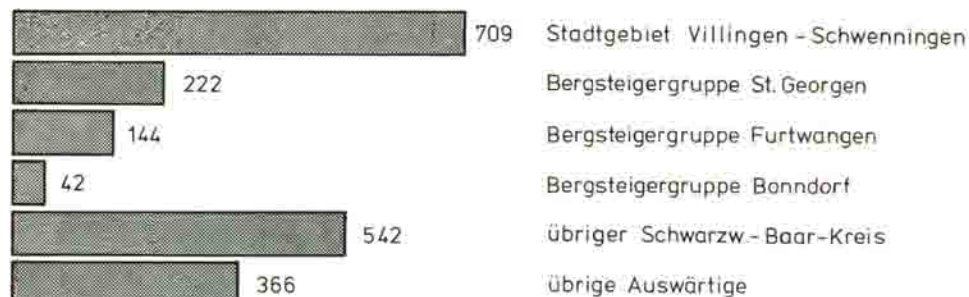 709 Stadtgebiet Villingen - Schwenningen
222 Bergsteigergruppe St. Georgen
144 Bergsteigergruppe Furtwangen
42 Bergsteigergruppe Bonndorf
542 übriger Schwarzw.-Baar-Kreis
366 übrige Auswärtige